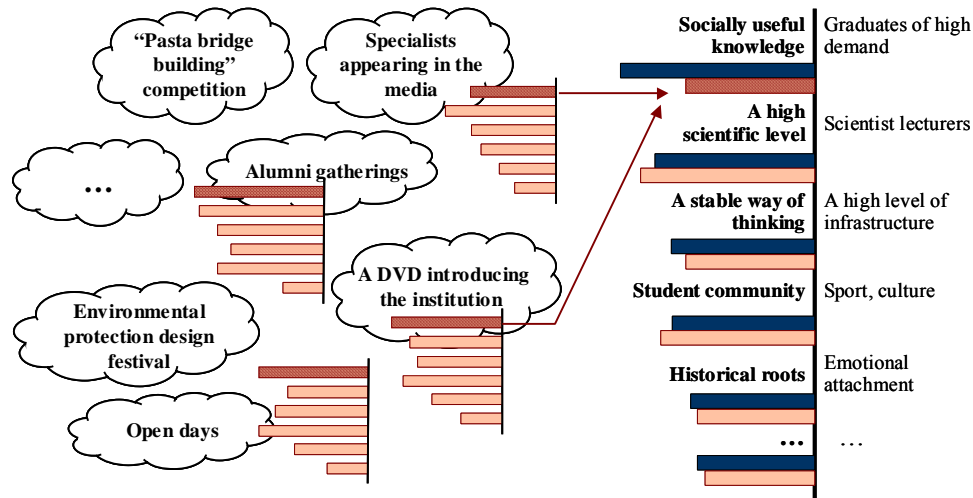 “Pasta bridge
building”
competition
Specialists
appearing in the
media
...
Alumni gatherings
A DVD introducing
the institution
Environmental
protection design
festival
Open days
Socially useful
knowledge
Graduates of high
demand
A high
scientific level
Scientist lecturers
A stable way of
thinking
A high level of
infrastructure
Student community
Sport, culture
Historical roots
Emotional
attachment
...
...